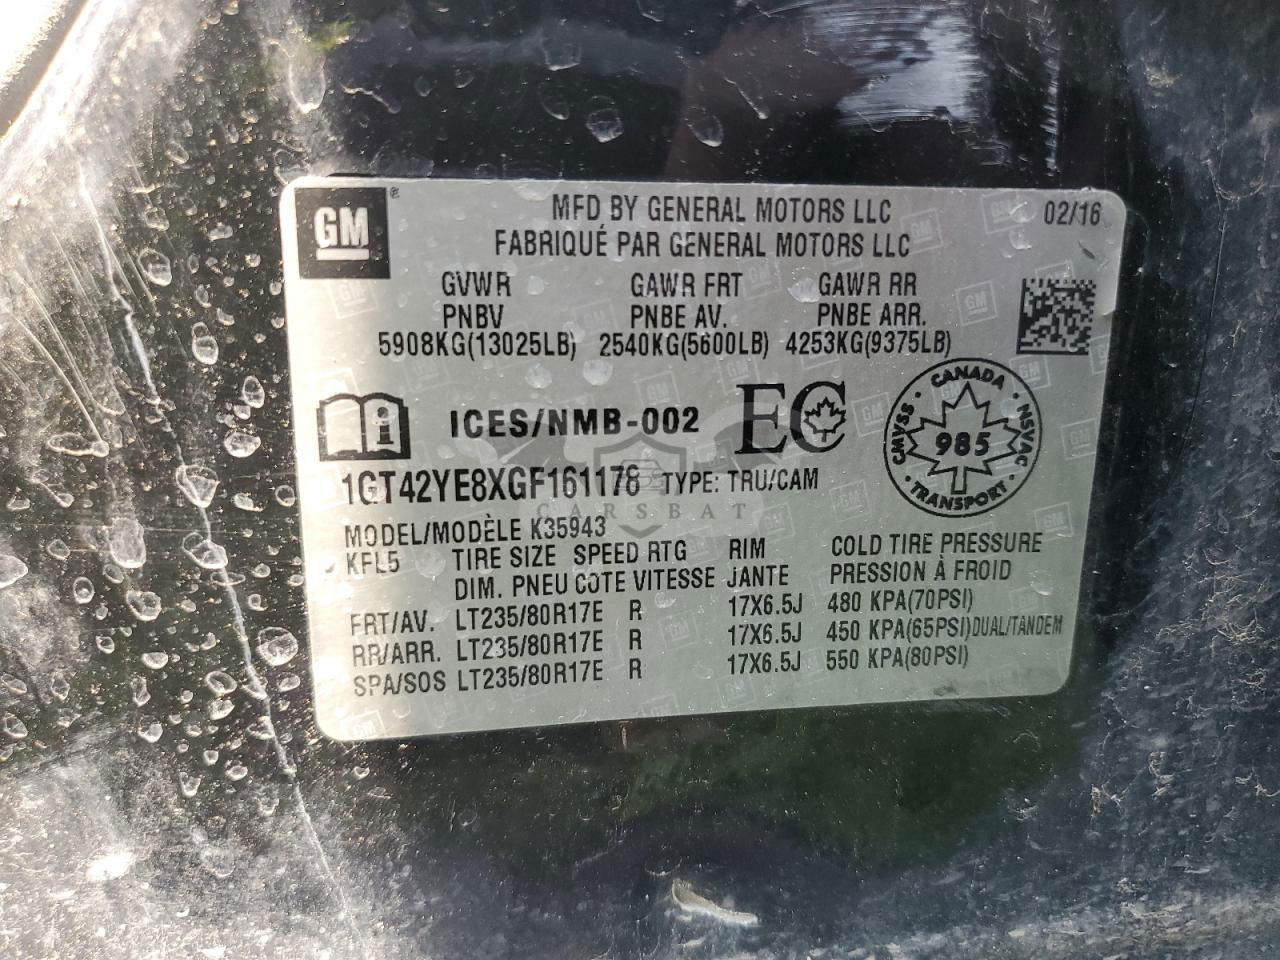 GM ®
MFD BY GENERAL MOTORS LLC 02/16
FABRIQUÉ PAR GENERAL MOTORS LLC
GVWR GAWR FRT GAWR RR
PNBV PNBE AV. PNBE ARR.
5908KG(13025LB) 2540KG(5600LB) 4253KG(9375LB)
ICES/NMB-002 EC
CANADA CMVSS NSVAC 985 TRANSPORT
1GT42YE8XGF161178 TYPE: TRU/CAM
CARSBAT
MODEL/MODÈLE K35943
KFL5 TIRE SIZE SPEED RTG RIM COLD TIRE PRESSURE
DIM. PNEU COTE VITESSE JANTE PRESSION À FROID
FRT/AV. LT235/80R17E R 17X6.5J 480 KPA(70PSI)
RR/ARR. LT235/80R17E R 17X6.5J 450 KPA(65PSI)DUAL/TANDEM
SPA/SOS LT235/80R17E R 17X6.5J 550 KPA(80PSI)